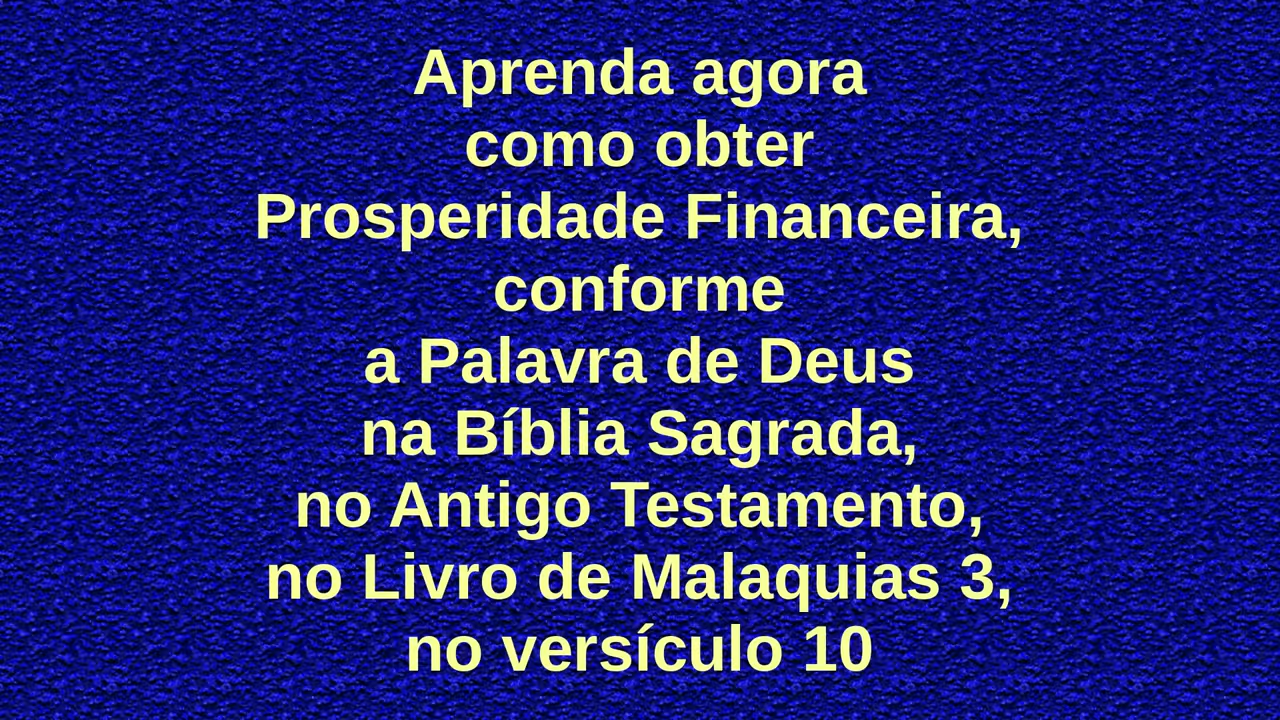 Aprenda agora
como obter
Prosperidade Financeira,
conforme
a Palavra de Deus
na Bíblia Sagrada,
no Antigo Testamento,
no Livro de Malaquias 3,
no versículo 10